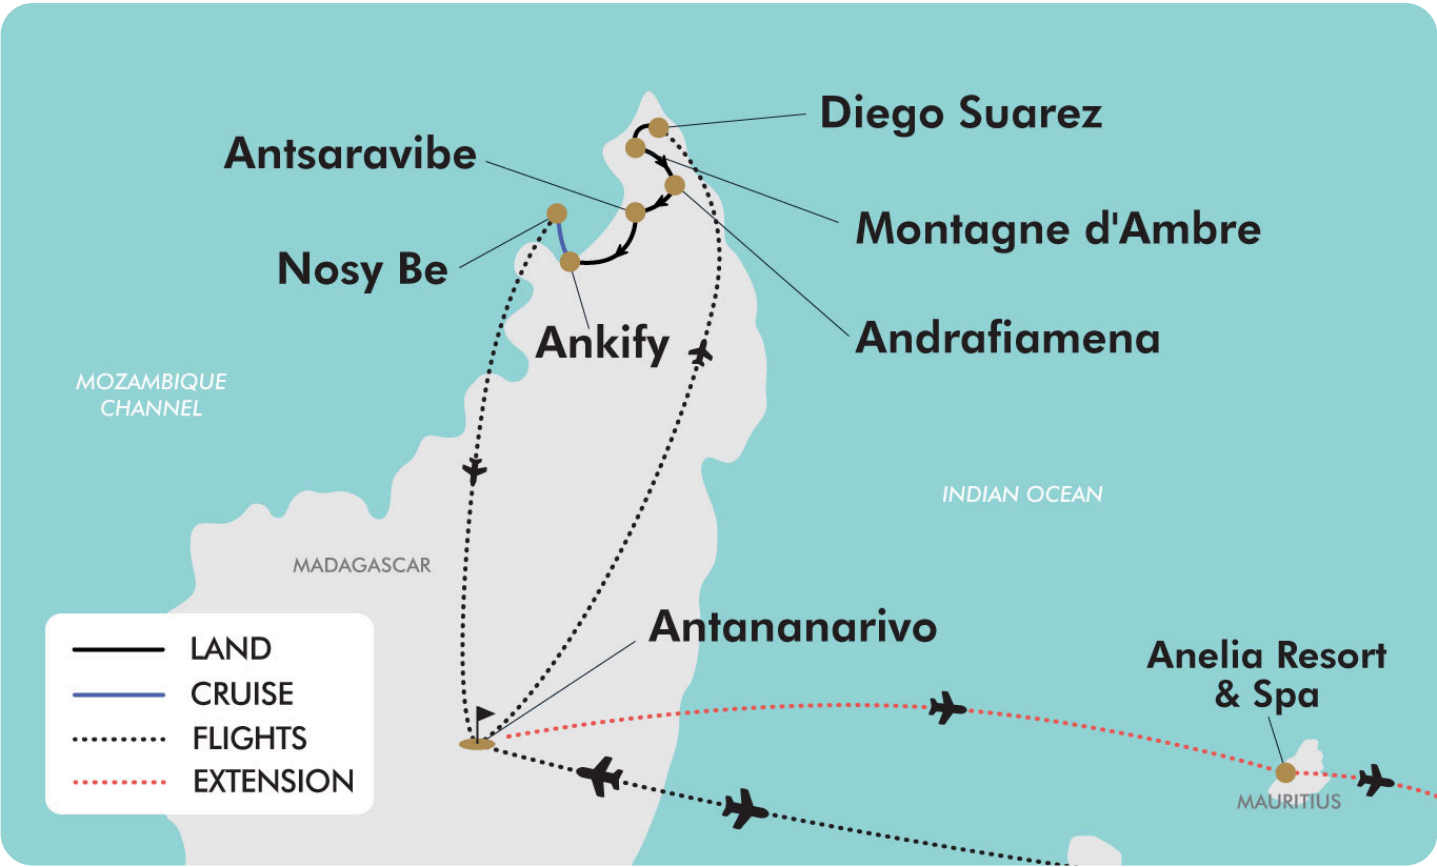 Diego Suarez
Antsaravibe
Montagne d'Ambre
Nosy Be
Ankify
Andrafiamena
MOZAMBIQUE
CHANNEL
INDIAN OCEAN
MADAGASCAR
Antananarivo
Anelia Resort
& Spa
MAURITIUS
LAND
CRUISE
FLIGHTS
EXTENSION